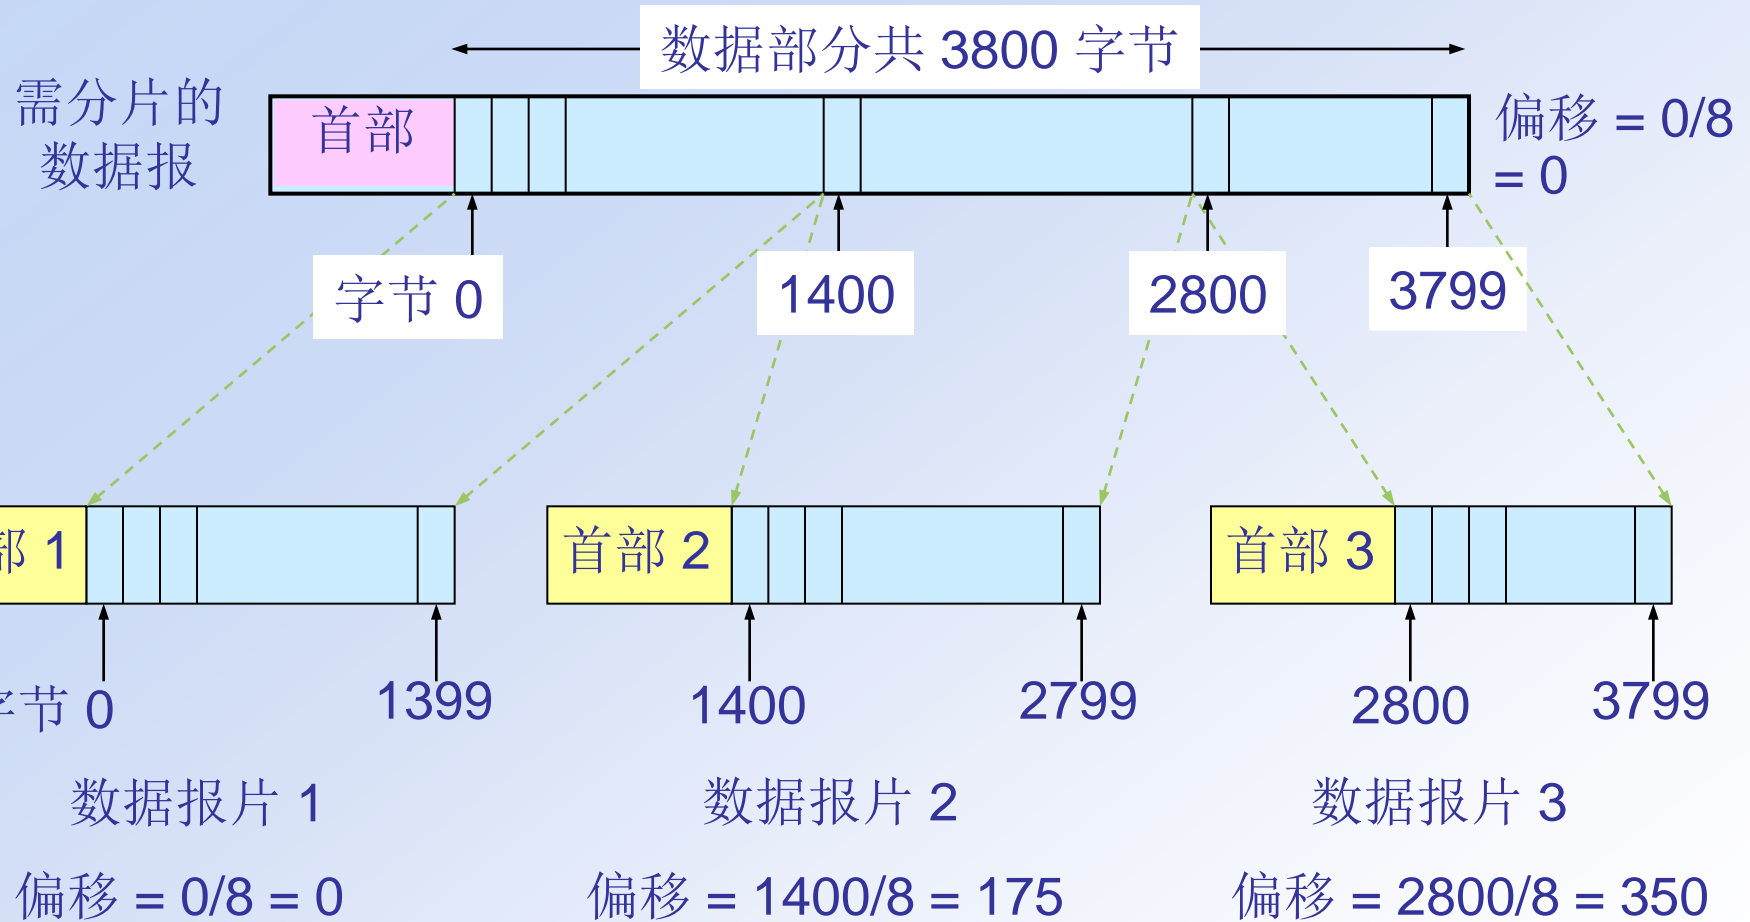 数据部分共 3800 字节
需分片的
数据报
首部
偏移 = 0/8
= 0
字节 0
1400
2800
3799
部 1
首部 2
首部 3
字节 0
1399
1400
2799
2800
3799
数据报片 1
数据报片 2
数据报片 3
偏移 = 0/8 = 0
偏移 = 1400/8 = 175
偏移 = 2800/8 = 350